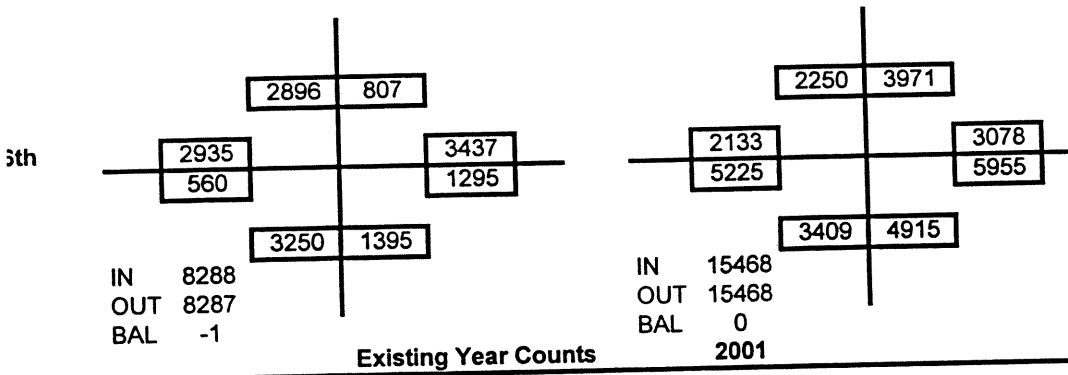 2896 807 2250 3971
6th 2935 3437 2133 3078
560 1295 5225 5955
3250 1395 3409 4915
IN 8288 IN 15468
OUT 8287 OUT 15468
BAL -1 BAL 0
Existing Year Counts 2001